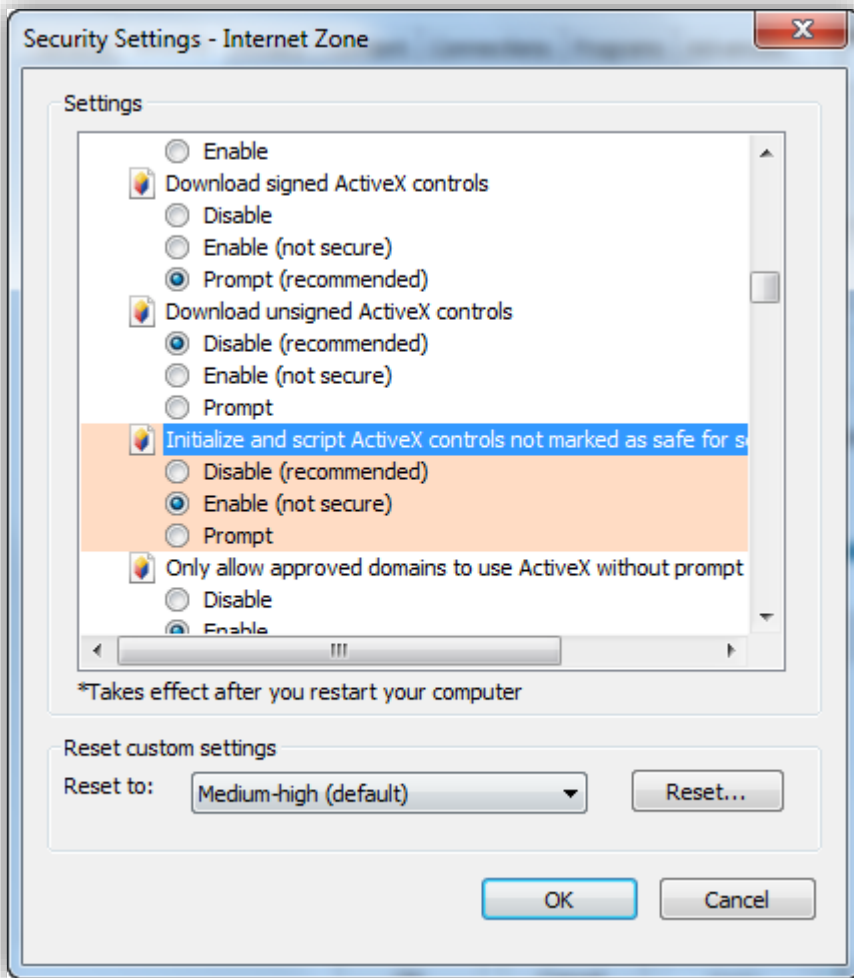 Security Settings - Internet Zone
Settings
Enable
Download signed ActiveX controls
Disable
Enable (not secure)
Prompt (recommended)
Download unsigned ActiveX controls
Disable (recommended)
Enable (not secure)
Prompt
Initialize and script ActiveX controls not marked as safe for s
Disable (recommended)
Enable (not secure)
Prompt
Only allow approved domains to use ActiveX without prompt
Disable
Enable
*Takes effect after you restart your computer
Reset custom settings
Reset to:
Medium-high (default)
Reset...
OK
Cancel